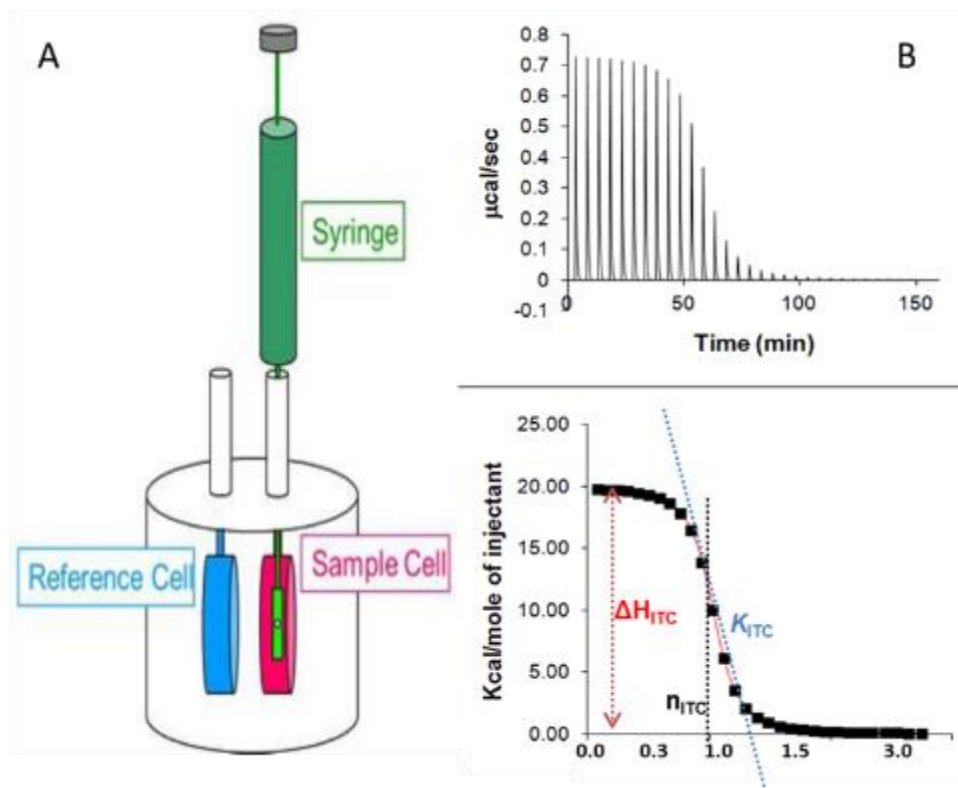 A
Syringe
Reference Cell
Sample Cell
B
0.8
0.7
0.6
0.5
0.4
0.3
0.2
0.1
0
-0.1
0
50
100
150
µcal/sec
Time (min)
25.00
20.00
15.00
10.00
5.00
0.00
Kcal/mole of injectant
ΔH_ITC
K_ITC
n_ITC
0.0
0.3
1.0
1.5
3.0